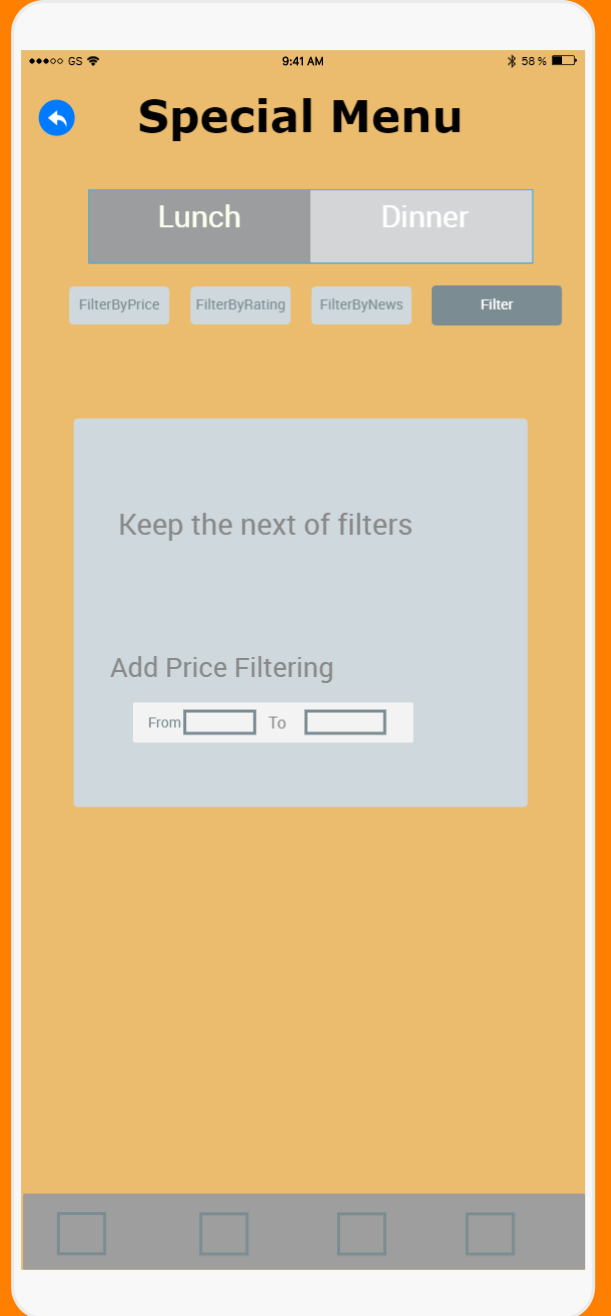 GS 9:41 AM 58 %
Special Menu
Lunch Dinner
FilterByPrice FilterByRating FilterByNews Filter
Keep the next of filters
Add Price Filtering
From To